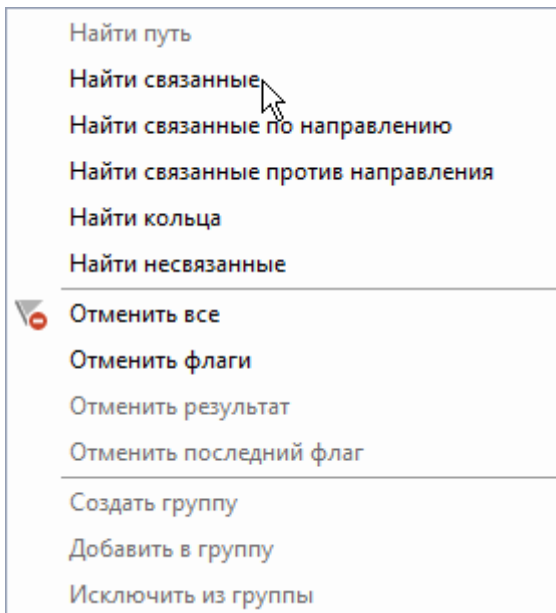 Найти путь
Найти связанные
Найти связанные по направлению
Найти связанные против направления
Найти кольца
Найти несвязанные
Отменить все
Отменить флаги
Отменить результат
Отменить последний флаг
Создать группу
Добавить в группу
Исключить из группы